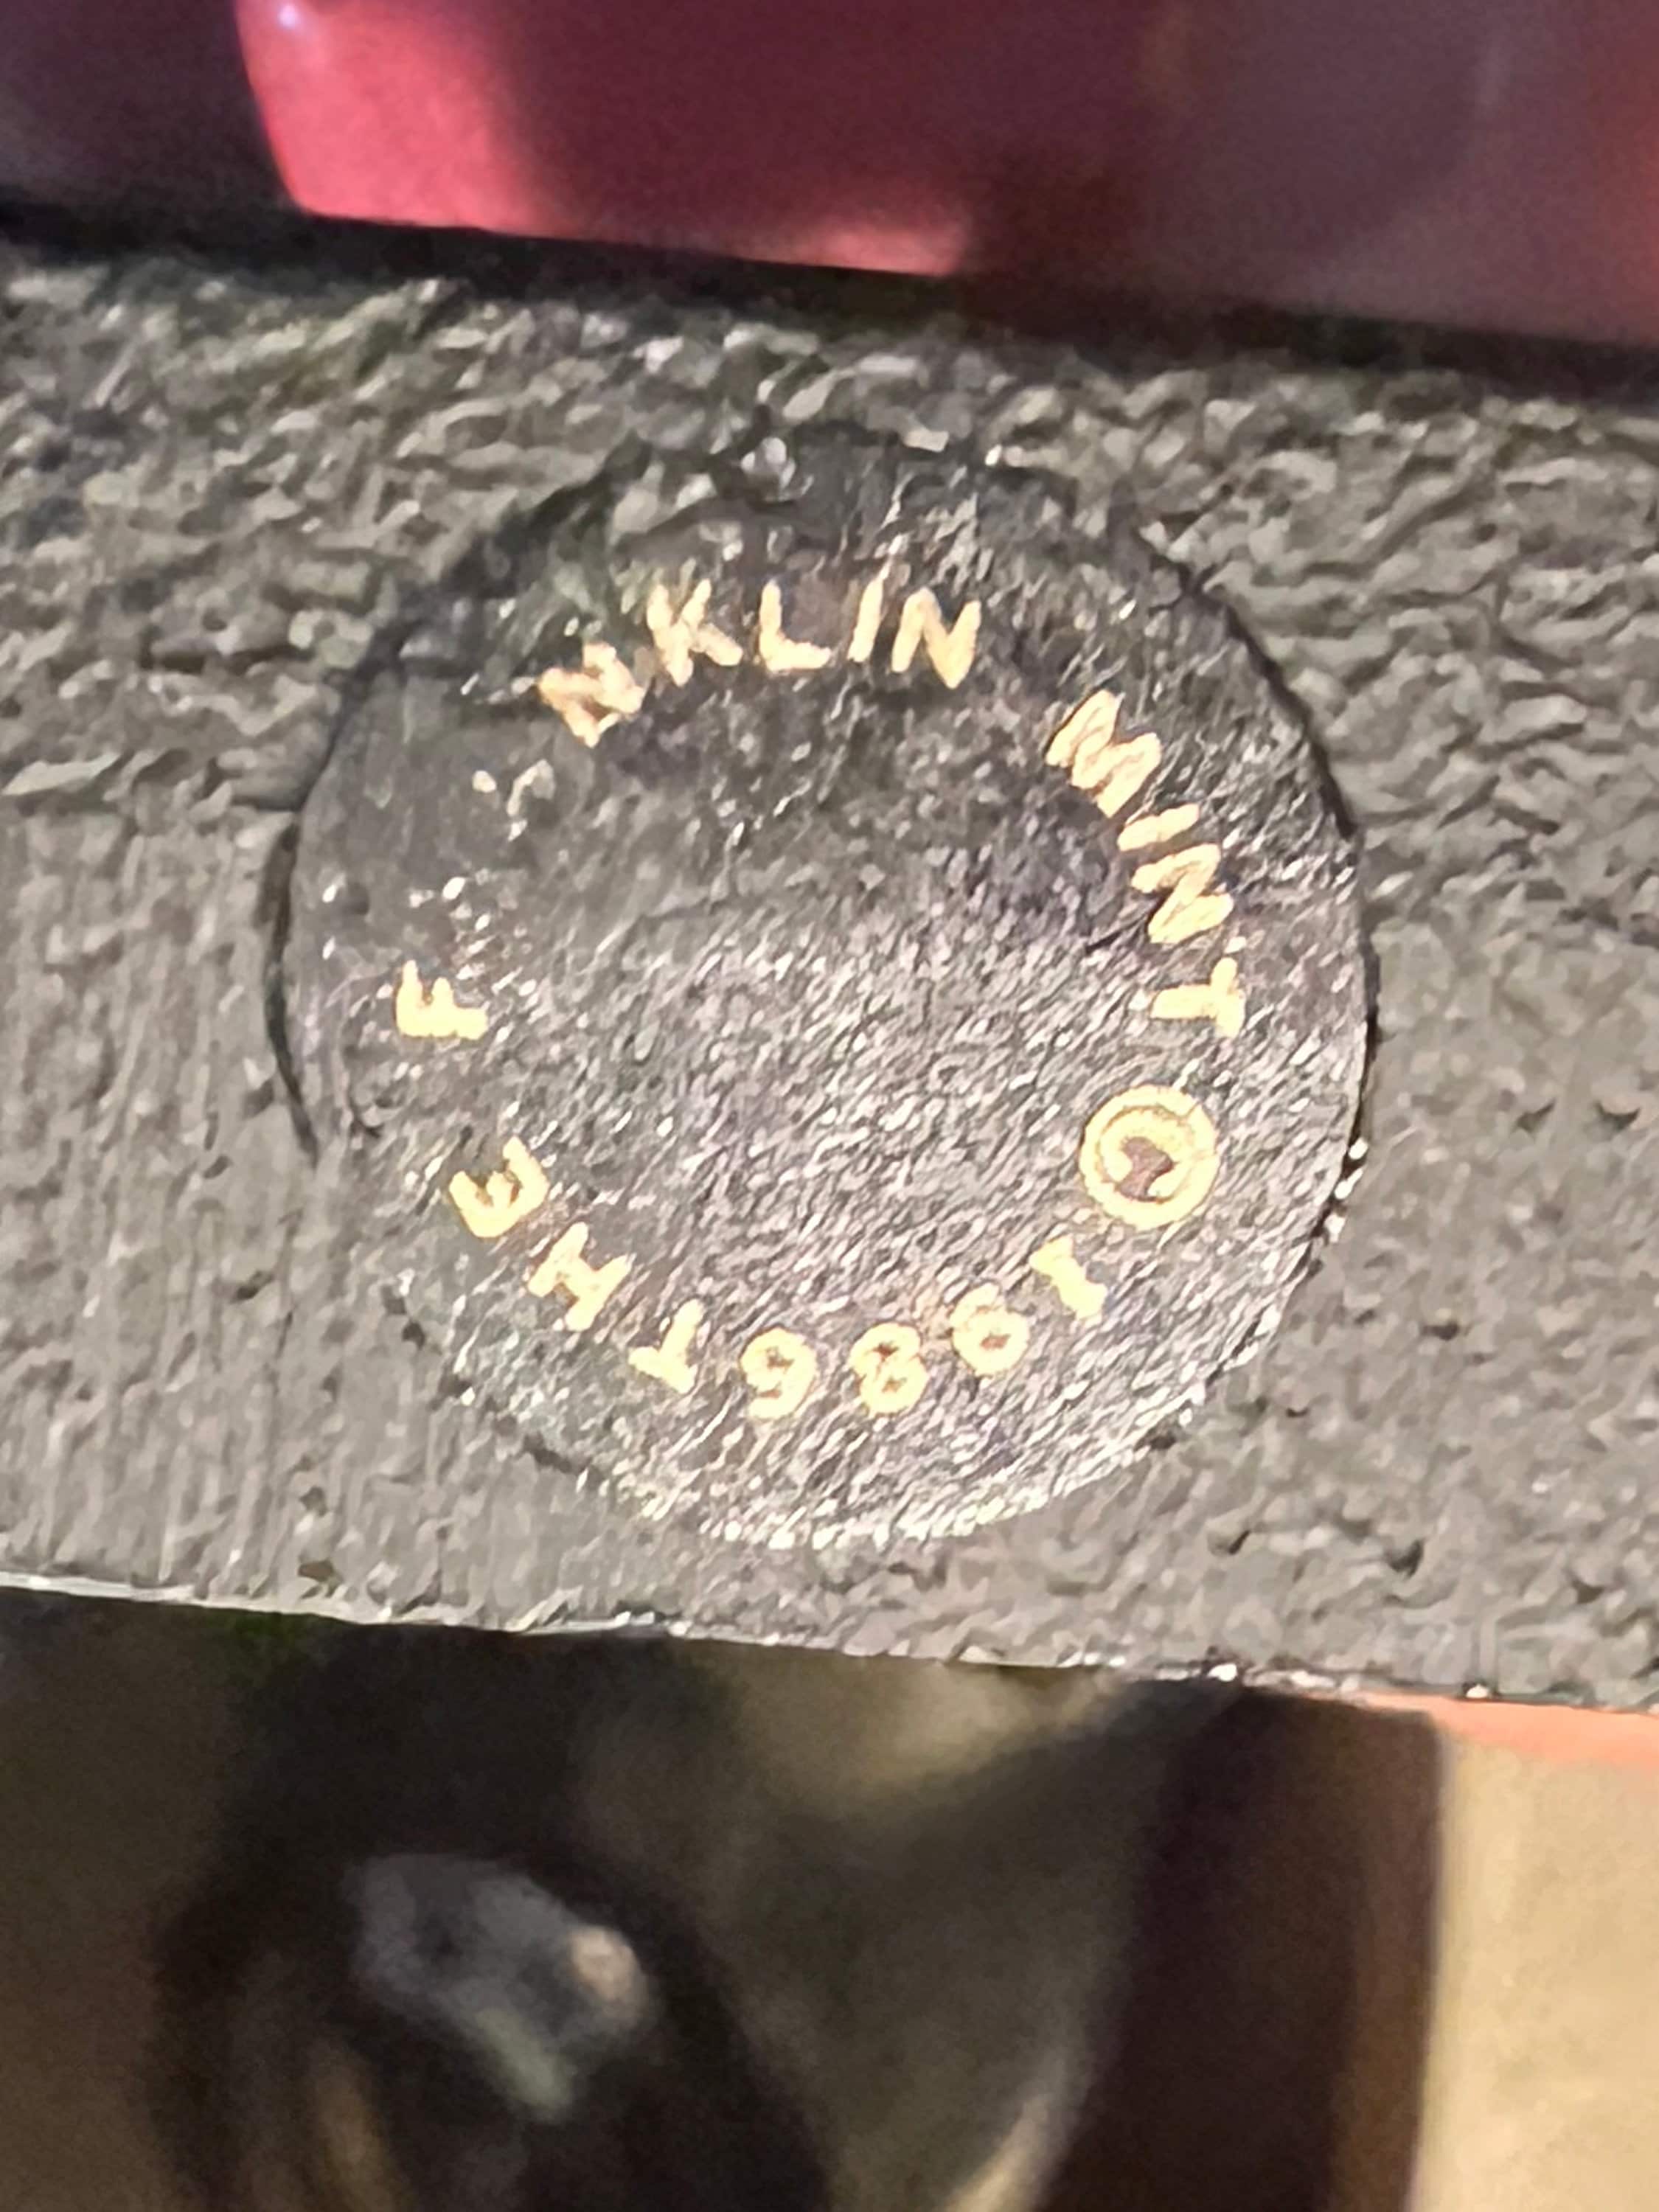 THE F NKLIN MINT © 1986